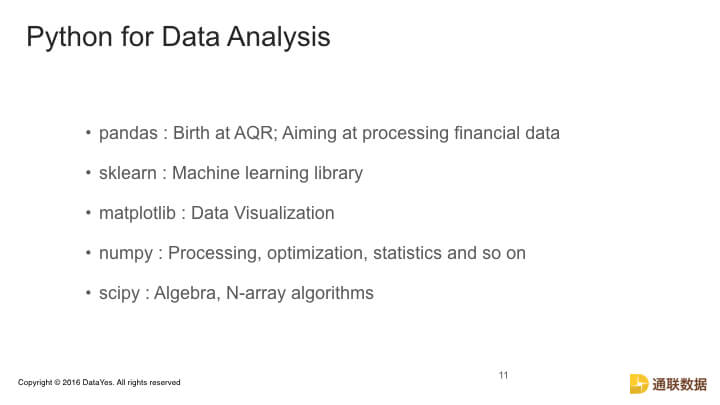 Python for Data Analysis
• pandas : Birth at AQR; Aiming at processing financial data
• sklearn : Machine learning library
• matplotlib : Data Visualization
• numpy : Processing, optimization, statistics and so on
• scipy : Algebra, N-array algorithms
11
Copyright © 2016 DataYes. All rights reserved
通联数据